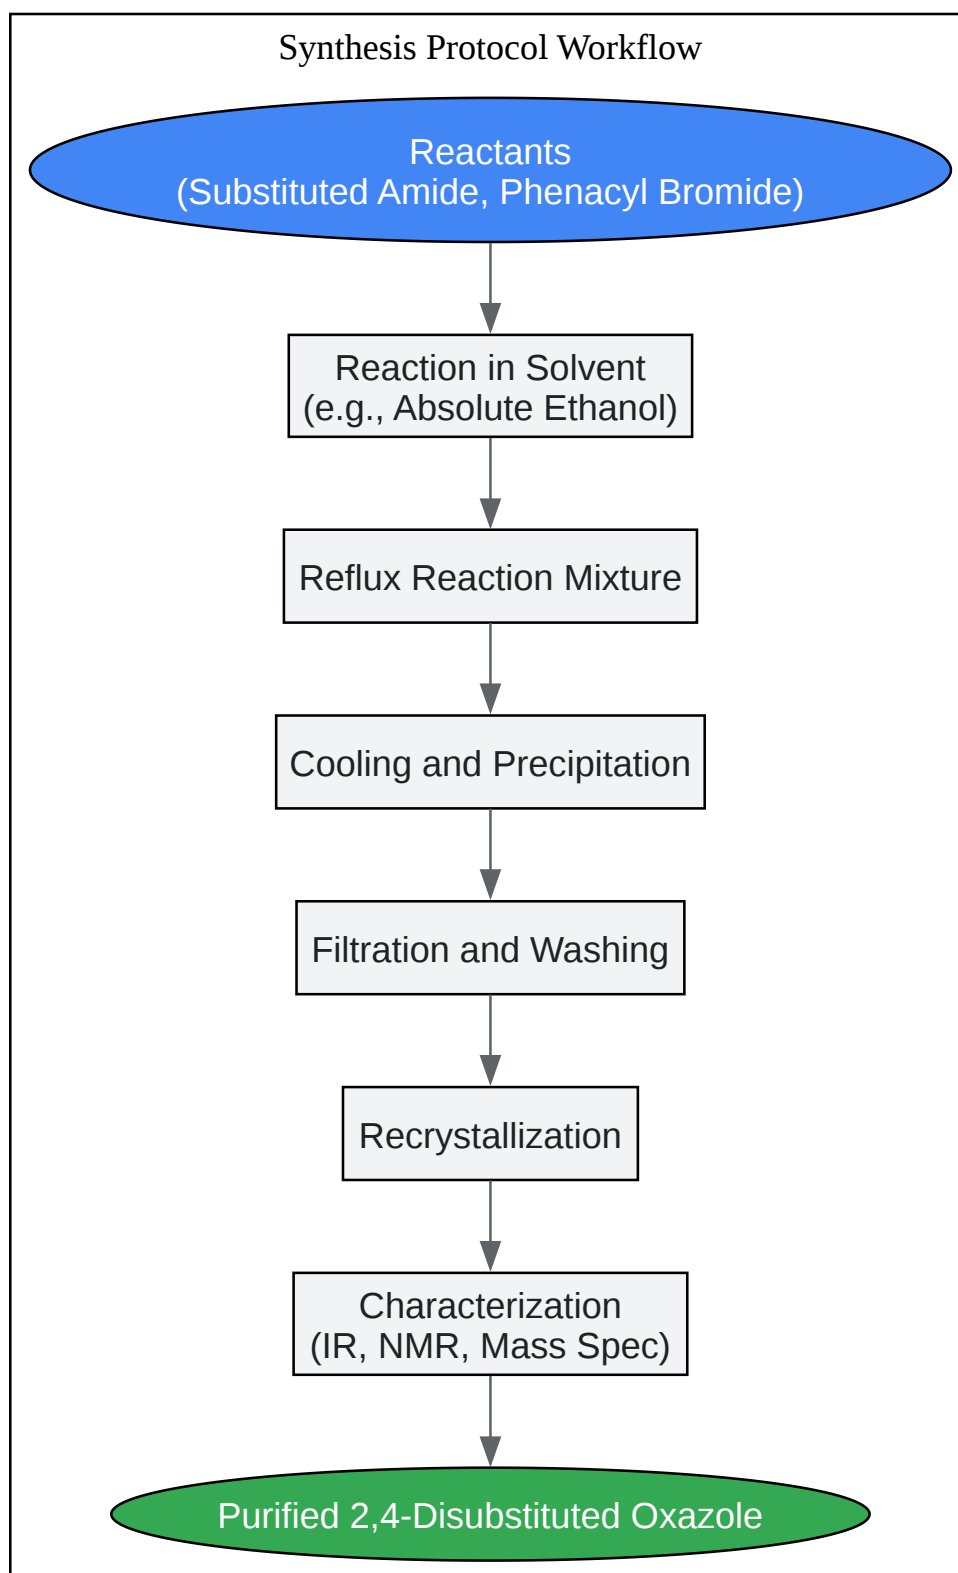 Synthesis Protocol Workflow
Reactants
(Substituted Amide, Phenacyl Bromide)
Reaction in Solvent
(e.g., Absolute Ethanol)
Reflux Reaction Mixture
Cooling and Precipitation
Filtration and Washing
Recrystallization
Characterization
(IR, NMR, Mass Spec)
Purified 2,4-Disubstituted Oxazole